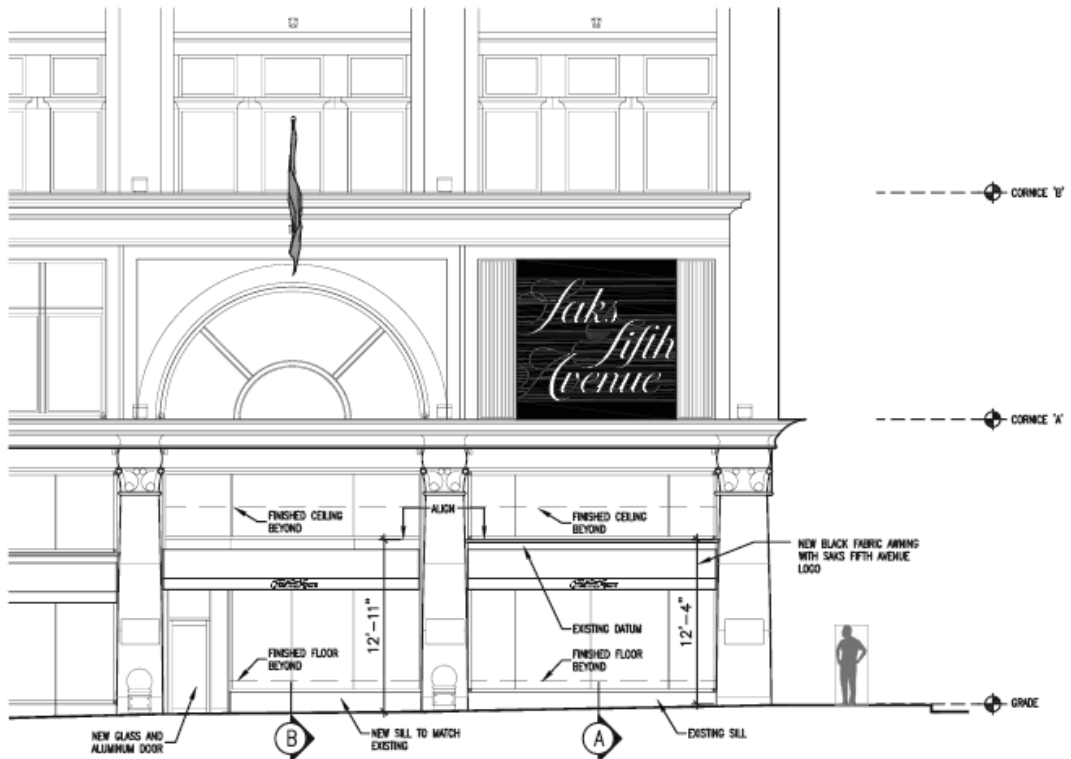 CORNICE 'B'
Saks
fifth
Avenue
CORNICE 'A'
FINISHED CEILING
BEYOND
ALIGN
FINISHED CEILING
BEYOND
NEW BLACK FABRIC AWNING
WITH SAKS FIFTH AVENUE
LOGO
12'-11"
EXISTING DATUM
12'-4"
FINISHED FLOOR
BEYOND
FINISHED FLOOR
BEYOND
GRADE
NEW GLASS AND
ALUMINUM DOOR
B
NEW SILL TO MATCH
EXISTING
A
EXISTING SILL